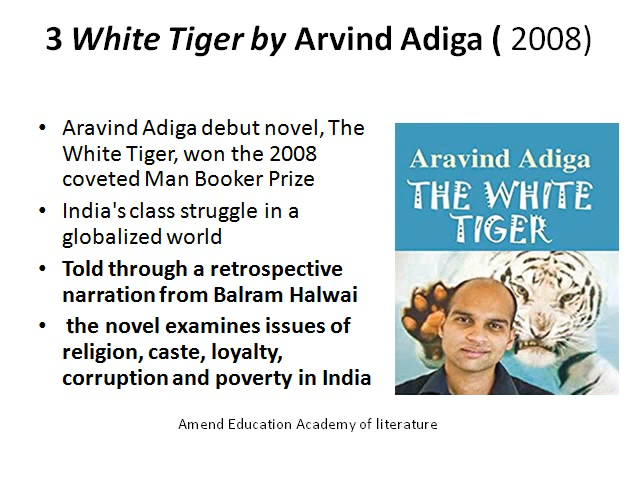 3 White Tiger by Arvind Adiga ( 2008)
• Aravind Adiga debut novel, The
White Tiger, won the 2008
coveted Man Booker Prize
• India's class struggle in a
globalized world
• Told through a retrospective
narration from Balram Halwai
• the novel examines issues of
religion, caste, loyalty,
corruption and poverty in India
Aravind Adiga
THE WHITE
TIGER
Amend Education Academy of literature